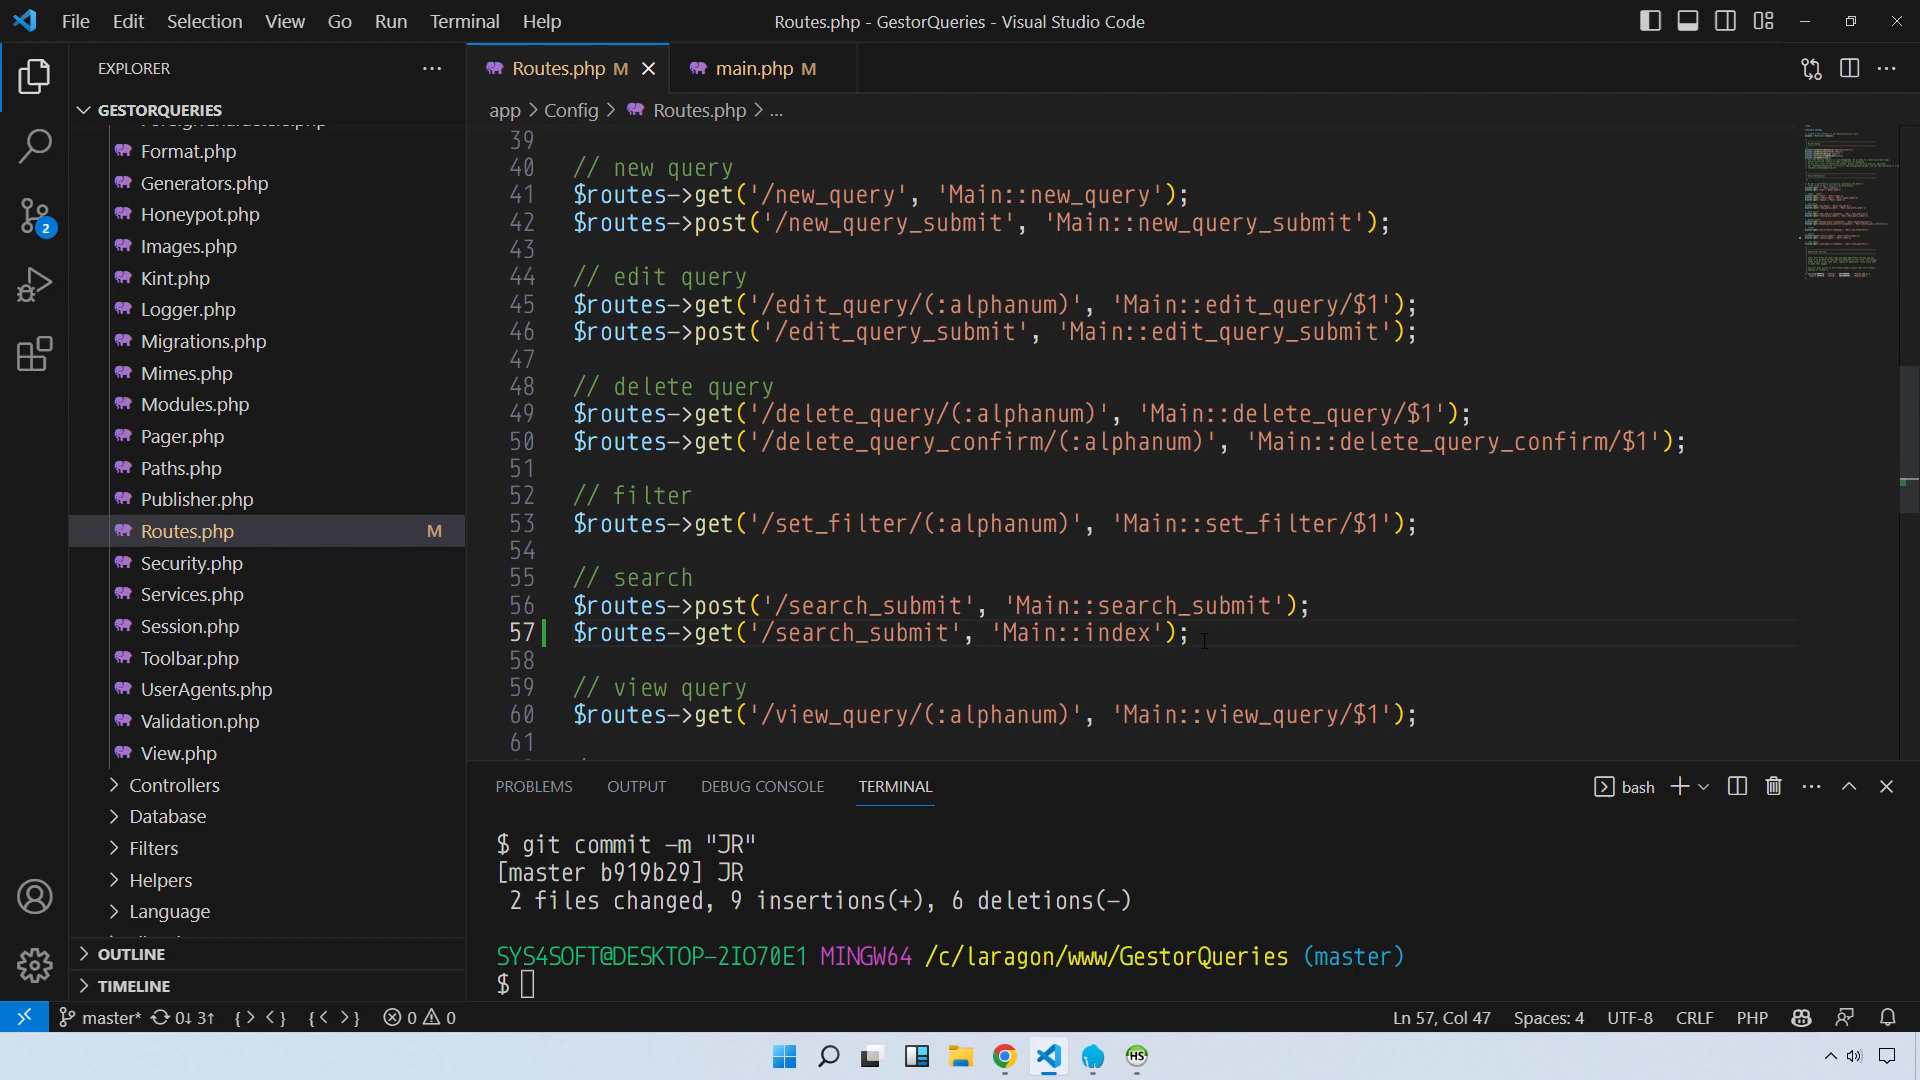 File Edit Selection View Go Run Terminal Help
Routes.php - GestorQueries - Visual Studio Code
EXPLORER
GESTORQUERIES
Format.php
Generators.php
Honeypot.php
Images.php
Kint.php
Logger.php
Migrations.php
Mimes.php
Modules.php
Pager.php
Paths.php
Publisher.php
Routes.php M
Security.php
Services.php
Session.php
Toolbar.php
UserAgents.php
Validation.php
View.php
Controllers
Database
Filters
Helpers
Language
OUTLINE
TIMELINE
2
Routes.php M
main.php M
app > Config > Routes.php > ...
39
40 // new query
41 $routes->get('/new_query', 'Main::new_query');
42 $routes->post('/new_query_submit', 'Main::new_query_submit');
43
44 // edit query
45 $routes->get('/edit_query/(:alphanum)', 'Main::edit_query/$1');
46 $routes->post('/edit_query_submit', 'Main::edit_query_submit');
47
48 // delete query
49 $routes->get('/delete_query/(:alphanum)', 'Main::delete_query/$1');
50 $routes->get('/delete_query_confirm/(:alphanum)', 'Main::delete_query_confirm/$1');
51
52 // filter
53 $routes->get('/set_filter/(:alphanum)', 'Main::set_filter/$1');
54
55 // search
56 $routes->post('/search_submit', 'Main::search_submit');
57 $routes->get('/search_submit', 'Main::index');
58
59 // view query
60 $routes->get('/view_query/(:alphanum)', 'Main::view_query/$1');
61
PROBLEMS OUTPUT DEBUG CONSOLE TERMINAL
bash
$ git commit -m "JR"
[master b919b29] JR
2 files changed, 9 insertions(+), 6 deletions(-)
SYS4SOFT@DESKTOP-2IO70E1 MINGW64 /c/laragon/www/GestorQueries (master)
$
master* 0↓ 3↑ 0 0
Ln 57, Col 47 Spaces: 4 UTF-8 CRLF PHP
HS